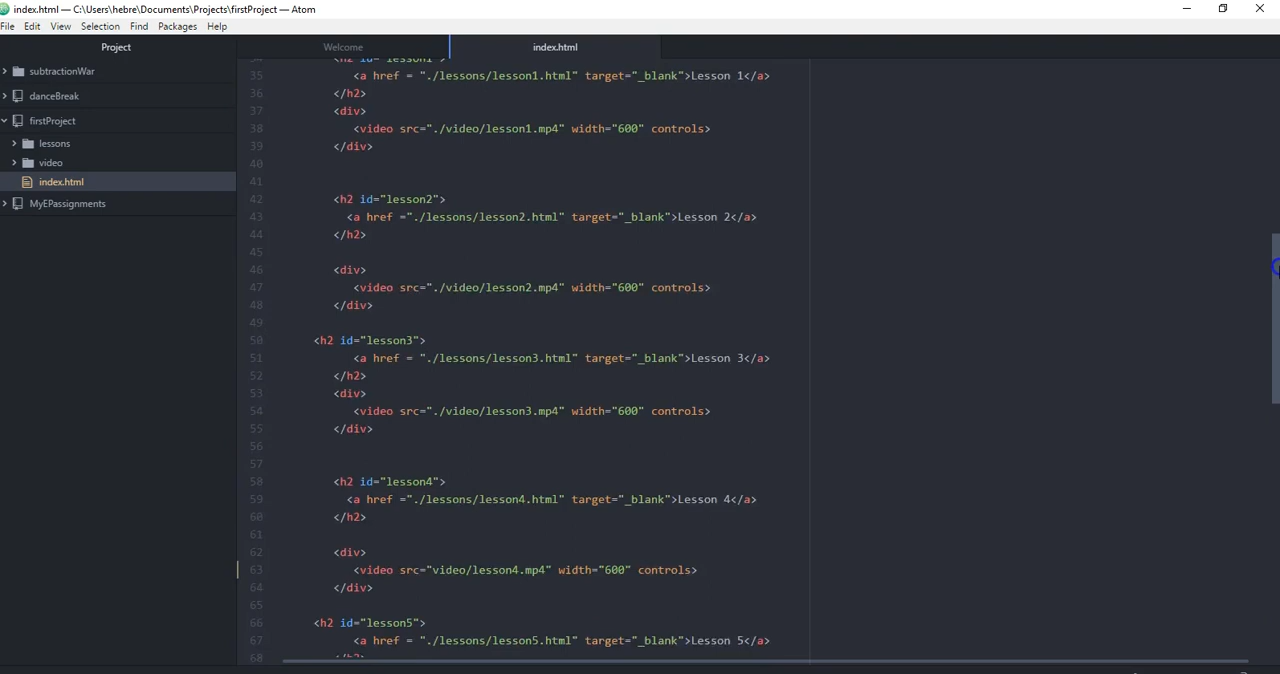 index.html — C:\Users\hebre\Documents\Projects\firstProject — Atom
File Edit View Selection Find Packages Help
Project
Welcome
index.html
subtractionWar
danceBreak
firstProject
lessons
video
index.html
MyEPassignments
34 <h2 id="lesson1">
35 <a href = "./lessons/lesson1.html" target="_blank">Lesson 1</a>
36 </h2>
37 <div>
38 <video src="./video/lesson1.mp4" width="600" controls>
39 </div>
40
41
42 <h2 id="lesson2">
43 <a href ="./lessons/lesson2.html" target="_blank">Lesson 2</a>
44 </h2>
45
46 <div>
47 <video src="./video/lesson2.mp4" width="600" controls>
48 </div>
49
50 <h2 id="lesson3">
51 <a href = "./lessons/lesson3.html" target="_blank">Lesson 3</a>
52 </h2>
53 <div>
54 <video src="./video/lesson3.mp4" width="600" controls>
55 </div>
56
57
58 <h2 id="lesson4">
59 <a href ="./lessons/lesson4.html" target="_blank">Lesson 4</a>
60 </h2>
61
62 <div>
63 <video src="video/lesson4.mp4" width="600" controls>
64 </div>
65
66 <h2 id="lesson5">
67 <a href = "./lessons/lesson5.html" target="_blank">Lesson 5</a>
68 </h2>